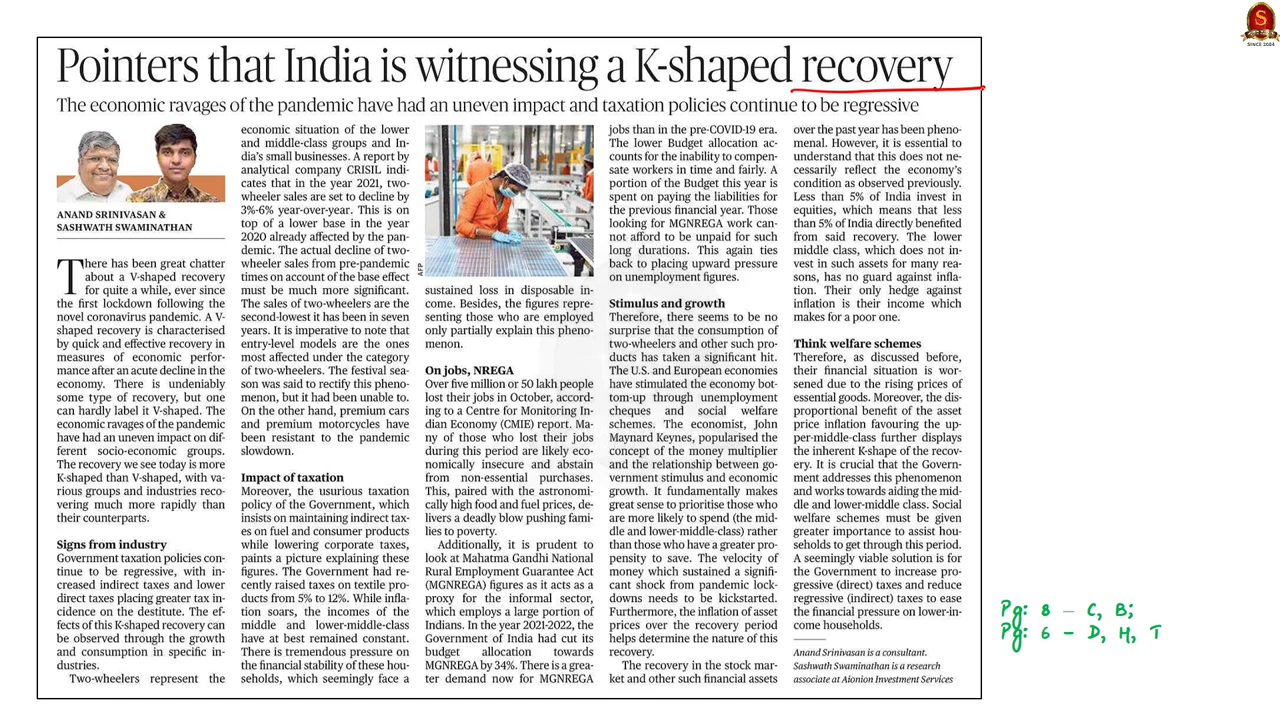 Pointers that India is witnessing a K-shaped recovery
The economic ravages of the pandemic have had an uneven impact and taxation policies continue to be regressive
ANAND SRINIVASAN &
SASHWATH SWAMINATHAN
There has been great chatter
about a V-shaped recovery
for quite a while, ever since
the first lockdown following the
novel coronavirus pandemic. A V-
shaped recovery is characterised
by quick and effective recovery in
measures of economic perfor-
mance after an acute decline in the
economy. There is undeniably
some type of recovery, but one
can hardly label it V-shaped. The
economic ravages of the pandemic
have had an uneven impact on dif-
ferent socio-economic groups.
The recovery we see today is more
K-shaped than V-shaped, with va-
rious groups and industries reco-
vering much more rapidly than
their counterparts.
Signs from industry
Government taxation policies con-
tinue to be regressive, with in-
creased indirect taxes and lower
direct taxes placing greater tax in-
cidence on the destitute. The ef-
fects of this K-shaped recovery can
be observed through the growth
and consumption in specific in-
dustries.
Two-wheelers represent the
economic situation of the lower
and middle-class groups and In-
dia's small businesses. A report by
analytical company CRISIL indi-
cates that in the year 2021, two-
wheeler sales are set to decline by
3%-6% year-over-year. This is on
top of a lower base in the year
2020 already affected by the pan-
demic. The actual decline of two-
wheeler sales from pre-pandemic
times on account of the base effect
must be much more significant.
The sales of two-wheelers are the
second-lowest it has been in seven
years. It is imperative to note that
entry-level models are the ones
most affected under the category
of two-wheelers. The festival sea-
son was said to rectify this pheno-
menon, but it had been unable to.
On the other hand, premium cars
and premium motorcycles have
been resistant to the pandemic
slowdown.
Impact of taxation
Moreover, the usurious taxation
policy of the Government, which
insists on maintaining indirect tax-
es on fuel and consumer products
while lowering corporate taxes,
paints a picture explaining these
figures. The Government had re-
cently raised taxes on textile pro-
ducts from 5% to 12%. While infla-
tion soars, the incomes of the
middle and lower-middle-class
have at best remained constant.
There is tremendous pressure on
the financial stability of these hou-
seholds, which seemingly face a
AFP
sustained loss in disposable in-
come. Besides, the figures repre-
senting those who are employed
only partially explain this pheno-
menon.
On jobs, NREGA
Over five million or 50 lakh people
lost their jobs in October, accord-
ing to a Centre for Monitoring In-
dian Economy (CMIE) report. Ma-
ny of those who lost their jobs
during this period are likely eco-
nomically insecure and abstain
from non-essential purchases.
This, paired with the astronomi-
cally high food and fuel prices, de-
livers a deadly blow pushing fami-
lies to poverty.
Additionally, it is prudent to
look at Mahatma Gandhi National
Rural Employment Guarantee Act
(MGNREGA) figures as it acts as a
proxy for the informal sector,
which employs a large portion of
Indians. In the year 2021-2022, the
Government of India had cut its
budget allocation towards
MGNREGA by 34%. There is a grea-
ter demand now for MGNREGA
jobs than in the pre-COVID-19 era.
The lower Budget allocation ac-
counts for the inability to compen-
sate workers in time and fairly. A
portion of the Budget this year is
spent on paying the liabilities for
the previous financial year. Those
looking for MGNREGA work can-
not afford to be unpaid for such
long durations. This again ties
back to placing upward pressure
on unemployment figures.
Stimulus and growth
Therefore, there seems to be no
surprise that the consumption of
two-wheelers and other such pro-
ducts has taken a significant hit.
The U.S. and European economies
have stimulated the economy bot-
tom-up through unemployment
cheques and social welfare
schemes. The economist, John
Maynard Keynes, popularised the
concept of the money multiplier
and the relationship between go-
vernment stimulus and economic
growth. It fundamentally makes
great sense to prioritise those who
are more likely to spend (the mid-
dle and lower-middle-class) rather
than those who have a greater pro-
pensity to save. The velocity of
money which sustained a signifi-
cant shock from pandemic lock-
downs needs to be kickstarted.
Furthermore, the inflation of asset
prices over the recovery period
helps determine the nature of this
recovery.
The recovery in the stock mar-
ket and other such financial assets
over the past year has been pheno-
menal. However, it is essential to
understand that this does not ne-
cessarily reflect the economy's
condition as observed previously.
Less than 5% of India invest in
equities, which means that less
than 5% of India directly benefited
from said recovery. The lower
middle class, which does not in-
vest in such assets for many rea-
sons, has no guard against infla-
tion. Their only hedge against
inflation is their income which
makes for a poor one.
Think welfare schemes
Therefore, as discussed before,
their financial situation is wor-
sened due to the rising prices of
essential goods. Moreover, the dis-
proportional benefit of the asset
price inflation favouring the up-
per-middle-class further displays
the inherent K-shape of the recov-
ery. It is crucial that the Govern-
ment addresses this phenomenon
and works towards aiding the mid-
dle and lower-middle class. Social
welfare schemes must be given
greater importance to assist hou-
seholds to get through this period.
A seemingly viable solution is for
the Government to increase pro-
gressive (direct) taxes and reduce
regressive (indirect) taxes to ease
the financial pressure on lower-in-
come households.
Anand Srinivasan is a consultant.
Sashwath Swaminathan is a research
associate at Aionion Investment Services
S
SINCE 2004
Pg: 8 – C, B;
Pg: 6 – D, H, T